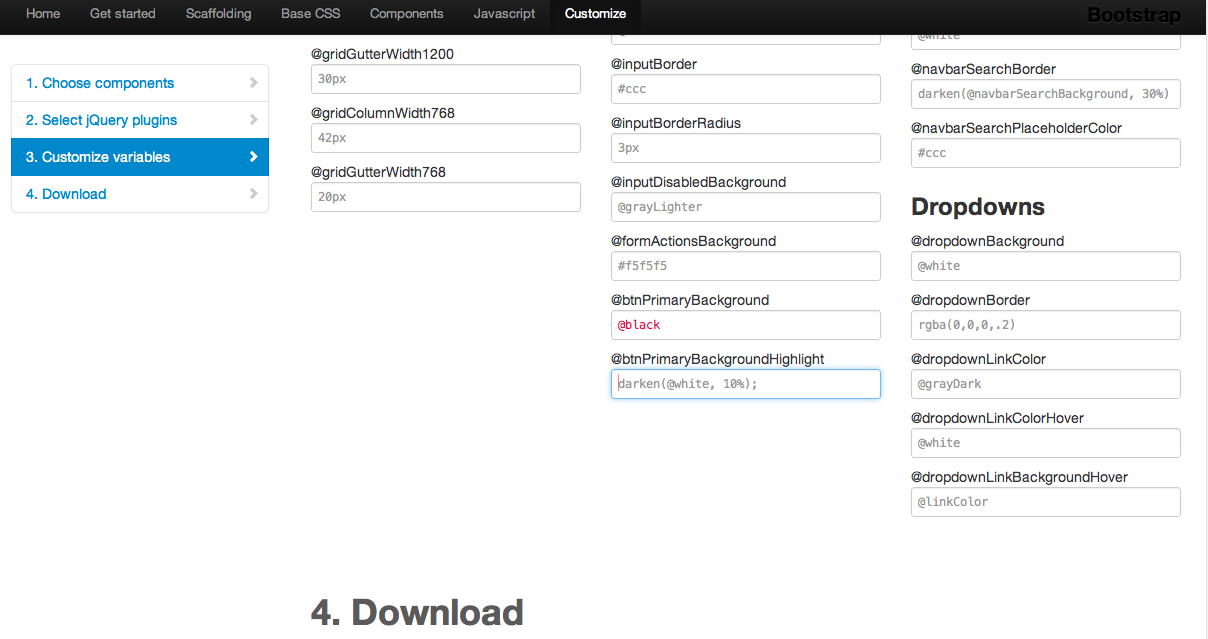 Home Get started Scaffolding Base CSS Components Javascript Customize Bootstrap
1. Choose components
2. Select jQuery plugins
3. Customize variables
4. Download
@gridGutterWidth1200
30px
@gridColumnWidth768
42px
@gridGutterWidth768
20px
@inputBorder
#ccc
@inputBorderRadius
3px
@inputDisabledBackground
@grayLighter
@formActionsBackground
#f5f5f5
@btnPrimaryBackground
@black
@btnPrimaryBackgroundHighlight
darken(@white, 10%);
@white
@navbarSearchBorder
darken(@navbarSearchBackground, 30%)
@navbarSearchPlaceholderColor
#ccc
Dropdowns
@dropdownBackground
@white
@dropdownBorder
rgba(0,0,0,.2)
@dropdownLinkColor
@grayDark
@dropdownLinkColorHover
@white
@dropdownLinkBackgroundHover
@linkColor
4. Download